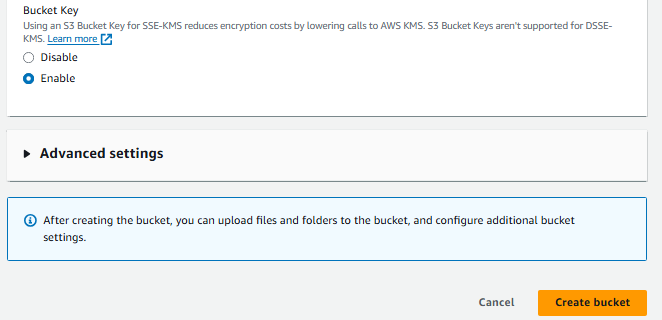 Bucket Key
Using an S3 Bucket Key for SSE-KMS reduces encryption costs by lowering calls to AWS KMS. S3 Bucket Keys aren't supported for DSSE-
KMS. Learn more
Disable
Enable
Advanced settings
After creating the bucket, you can upload files and folders to the bucket, and configure additional bucket
settings.
Cancel
Create bucket